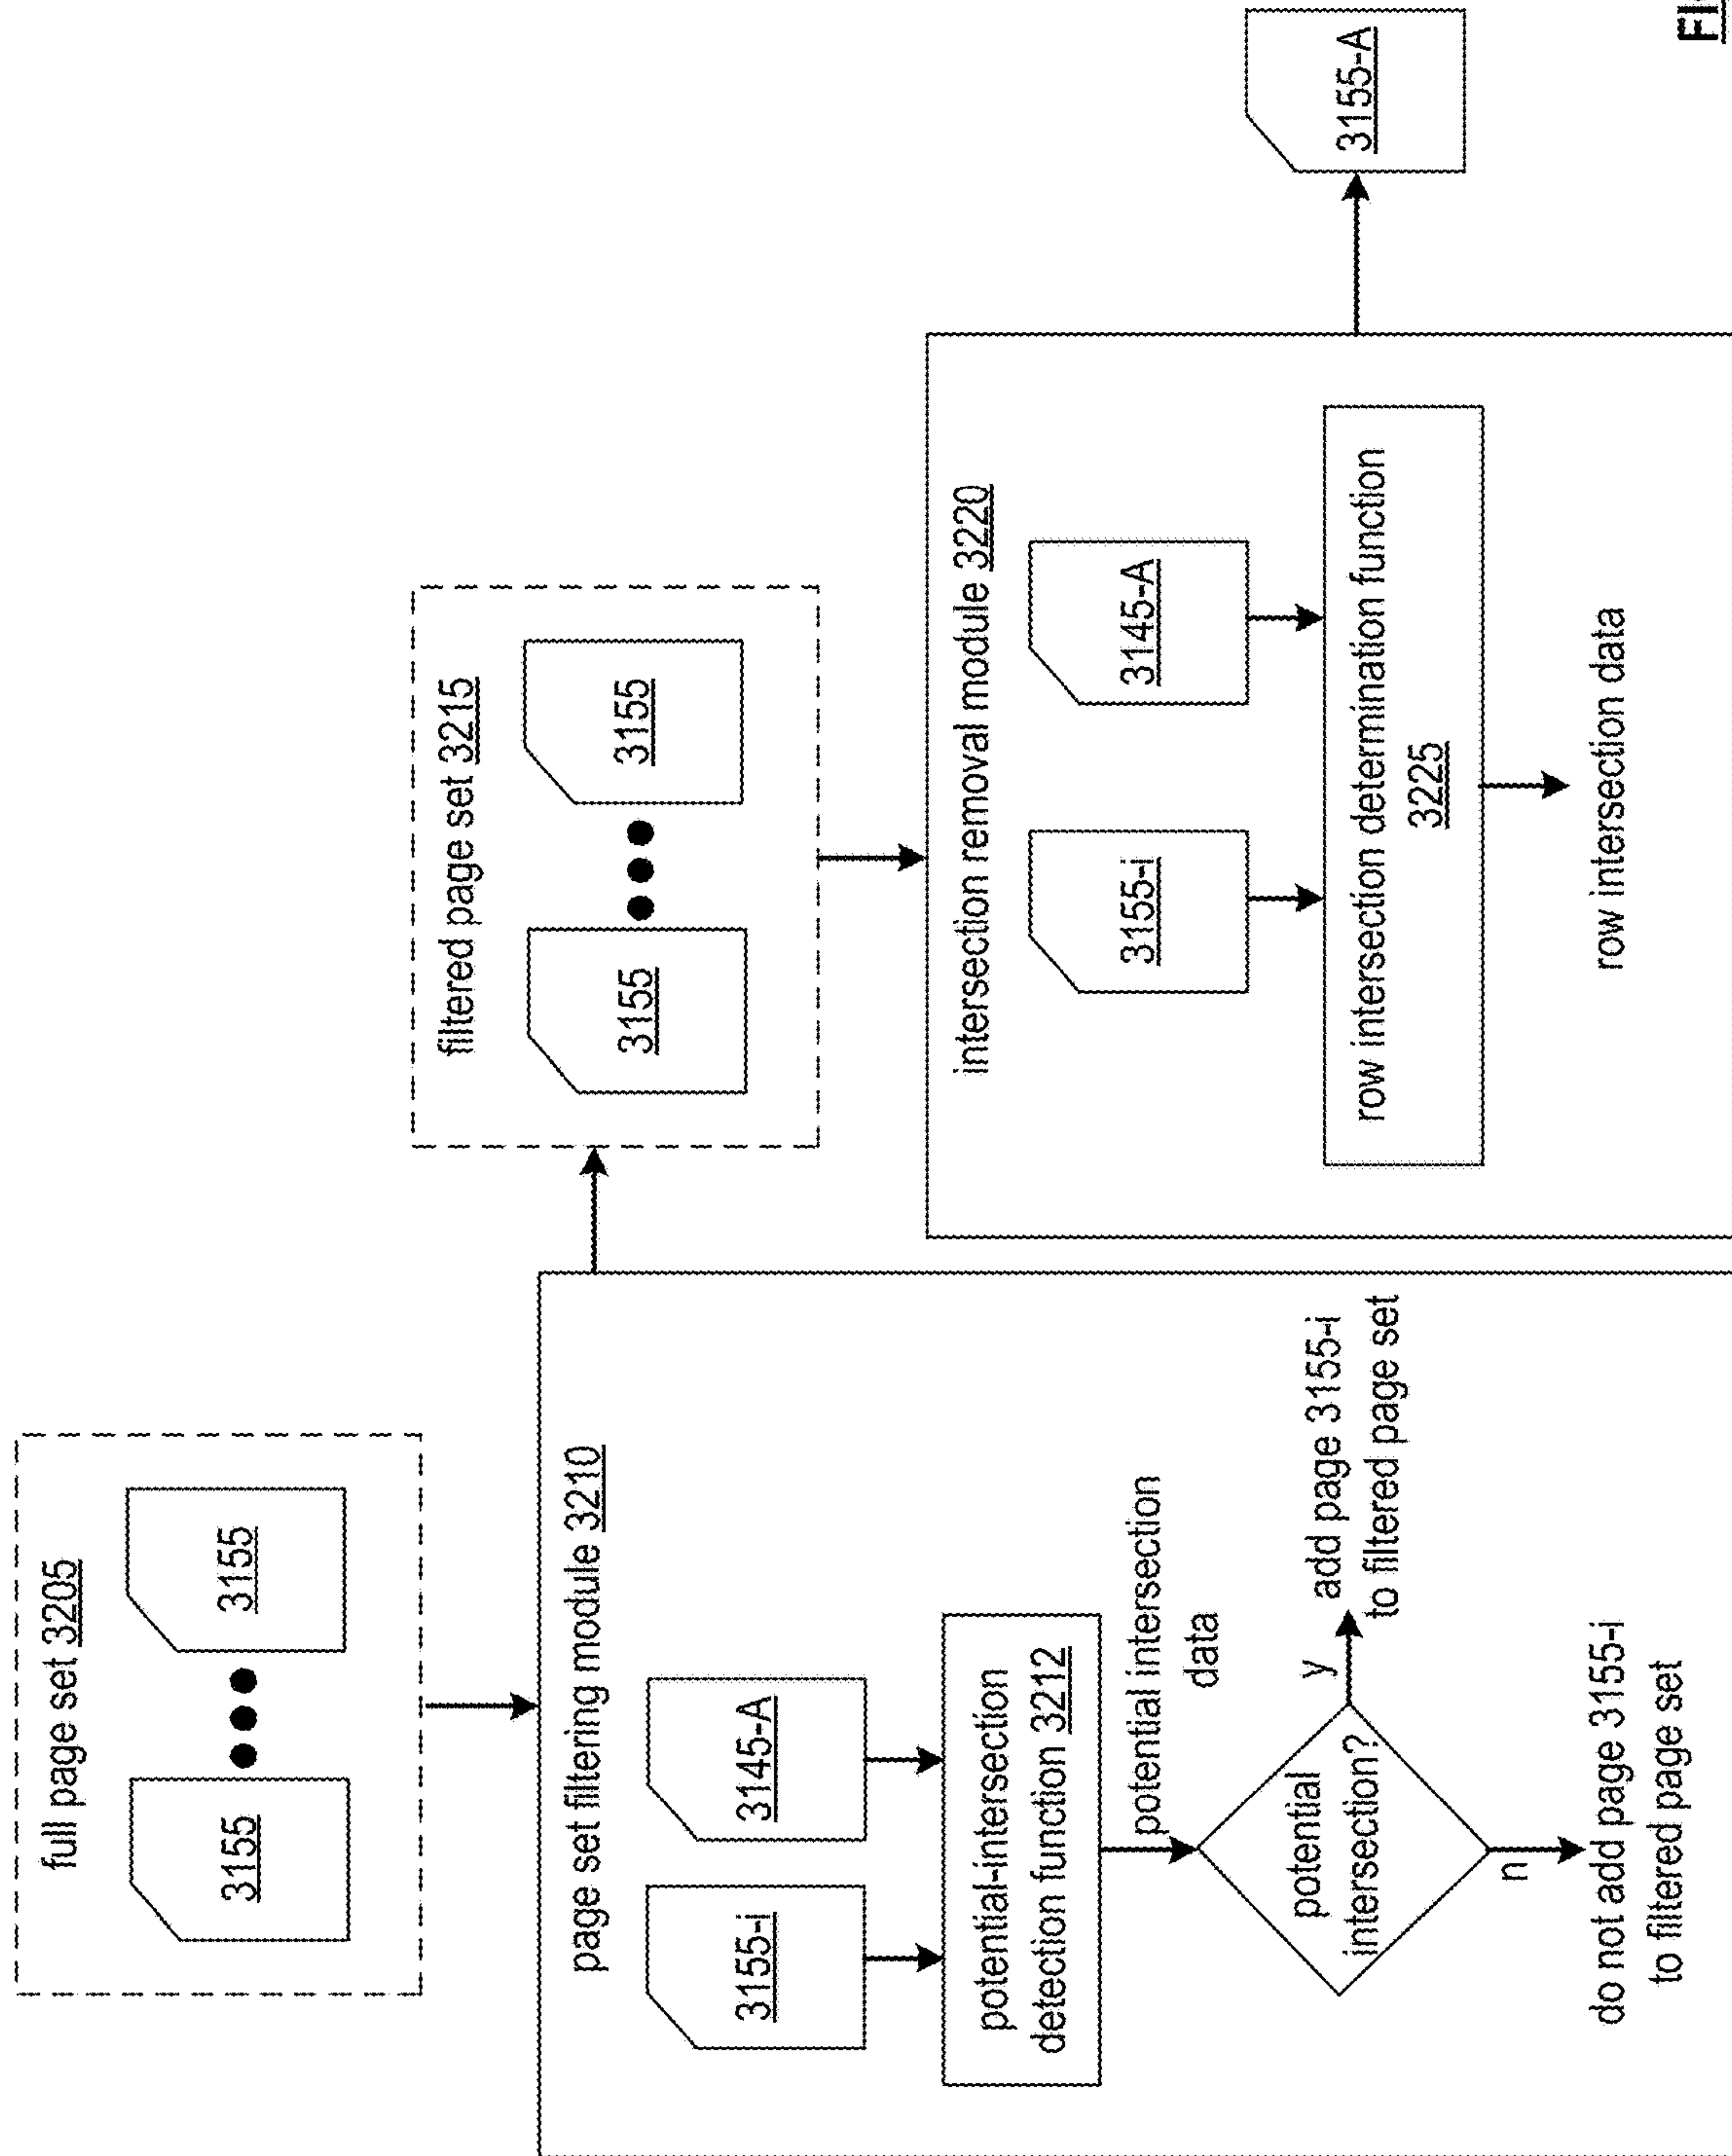 full page set 3205
3155
3155
page set filtering module 3210
3155-i
3145-A
potential-intersection
detection function 3212
potential intersection
data
potential
intersection?
y
add page 3155-i
to filtered page set
n
do not add page 3155-i
to filtered page set
filtered page set 3215
3155
3155
intersection removal module 3220
3155-i
3145-A
row intersection determination function
3225
row intersection data
3155-A